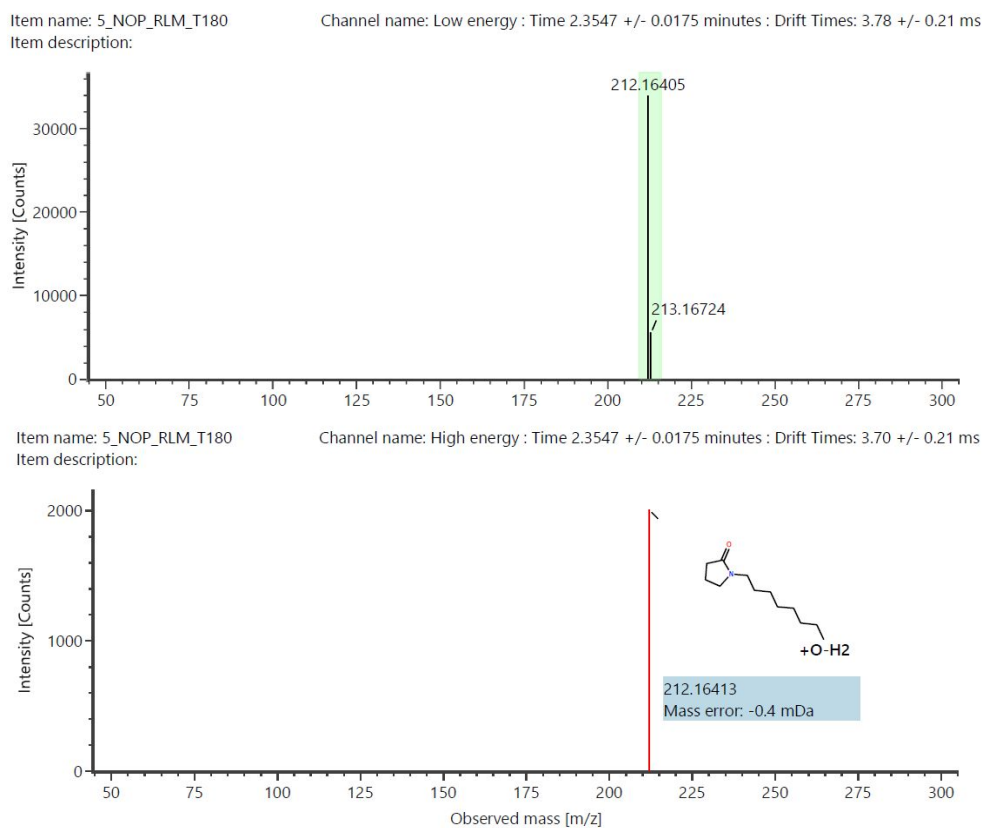 Item name: 5_NOP_RLM_T180 Channel name: Low energy : Time 2.3547 +/- 0.0175 minutes : Drift Times: 3.78 +/- 0.21 ms
Item description:
212.16405
30000
20000
10000
0
Intensity [Counts]
213.16724
50 75 100 125 150 175 200 225 250 275 300
Item name: 5_NOP_RLM_T180 Channel name: High energy : Time 2.3547 +/- 0.0175 minutes : Drift Times: 3.70 +/- 0.21 ms
Item description:
2000
1000
0
Intensity [Counts]
O
N
+O-H2
212.16413
Mass error: -0.4 mDa
50 75 100 125 150 175 200 225 250 275 300
Observed mass [m/z]